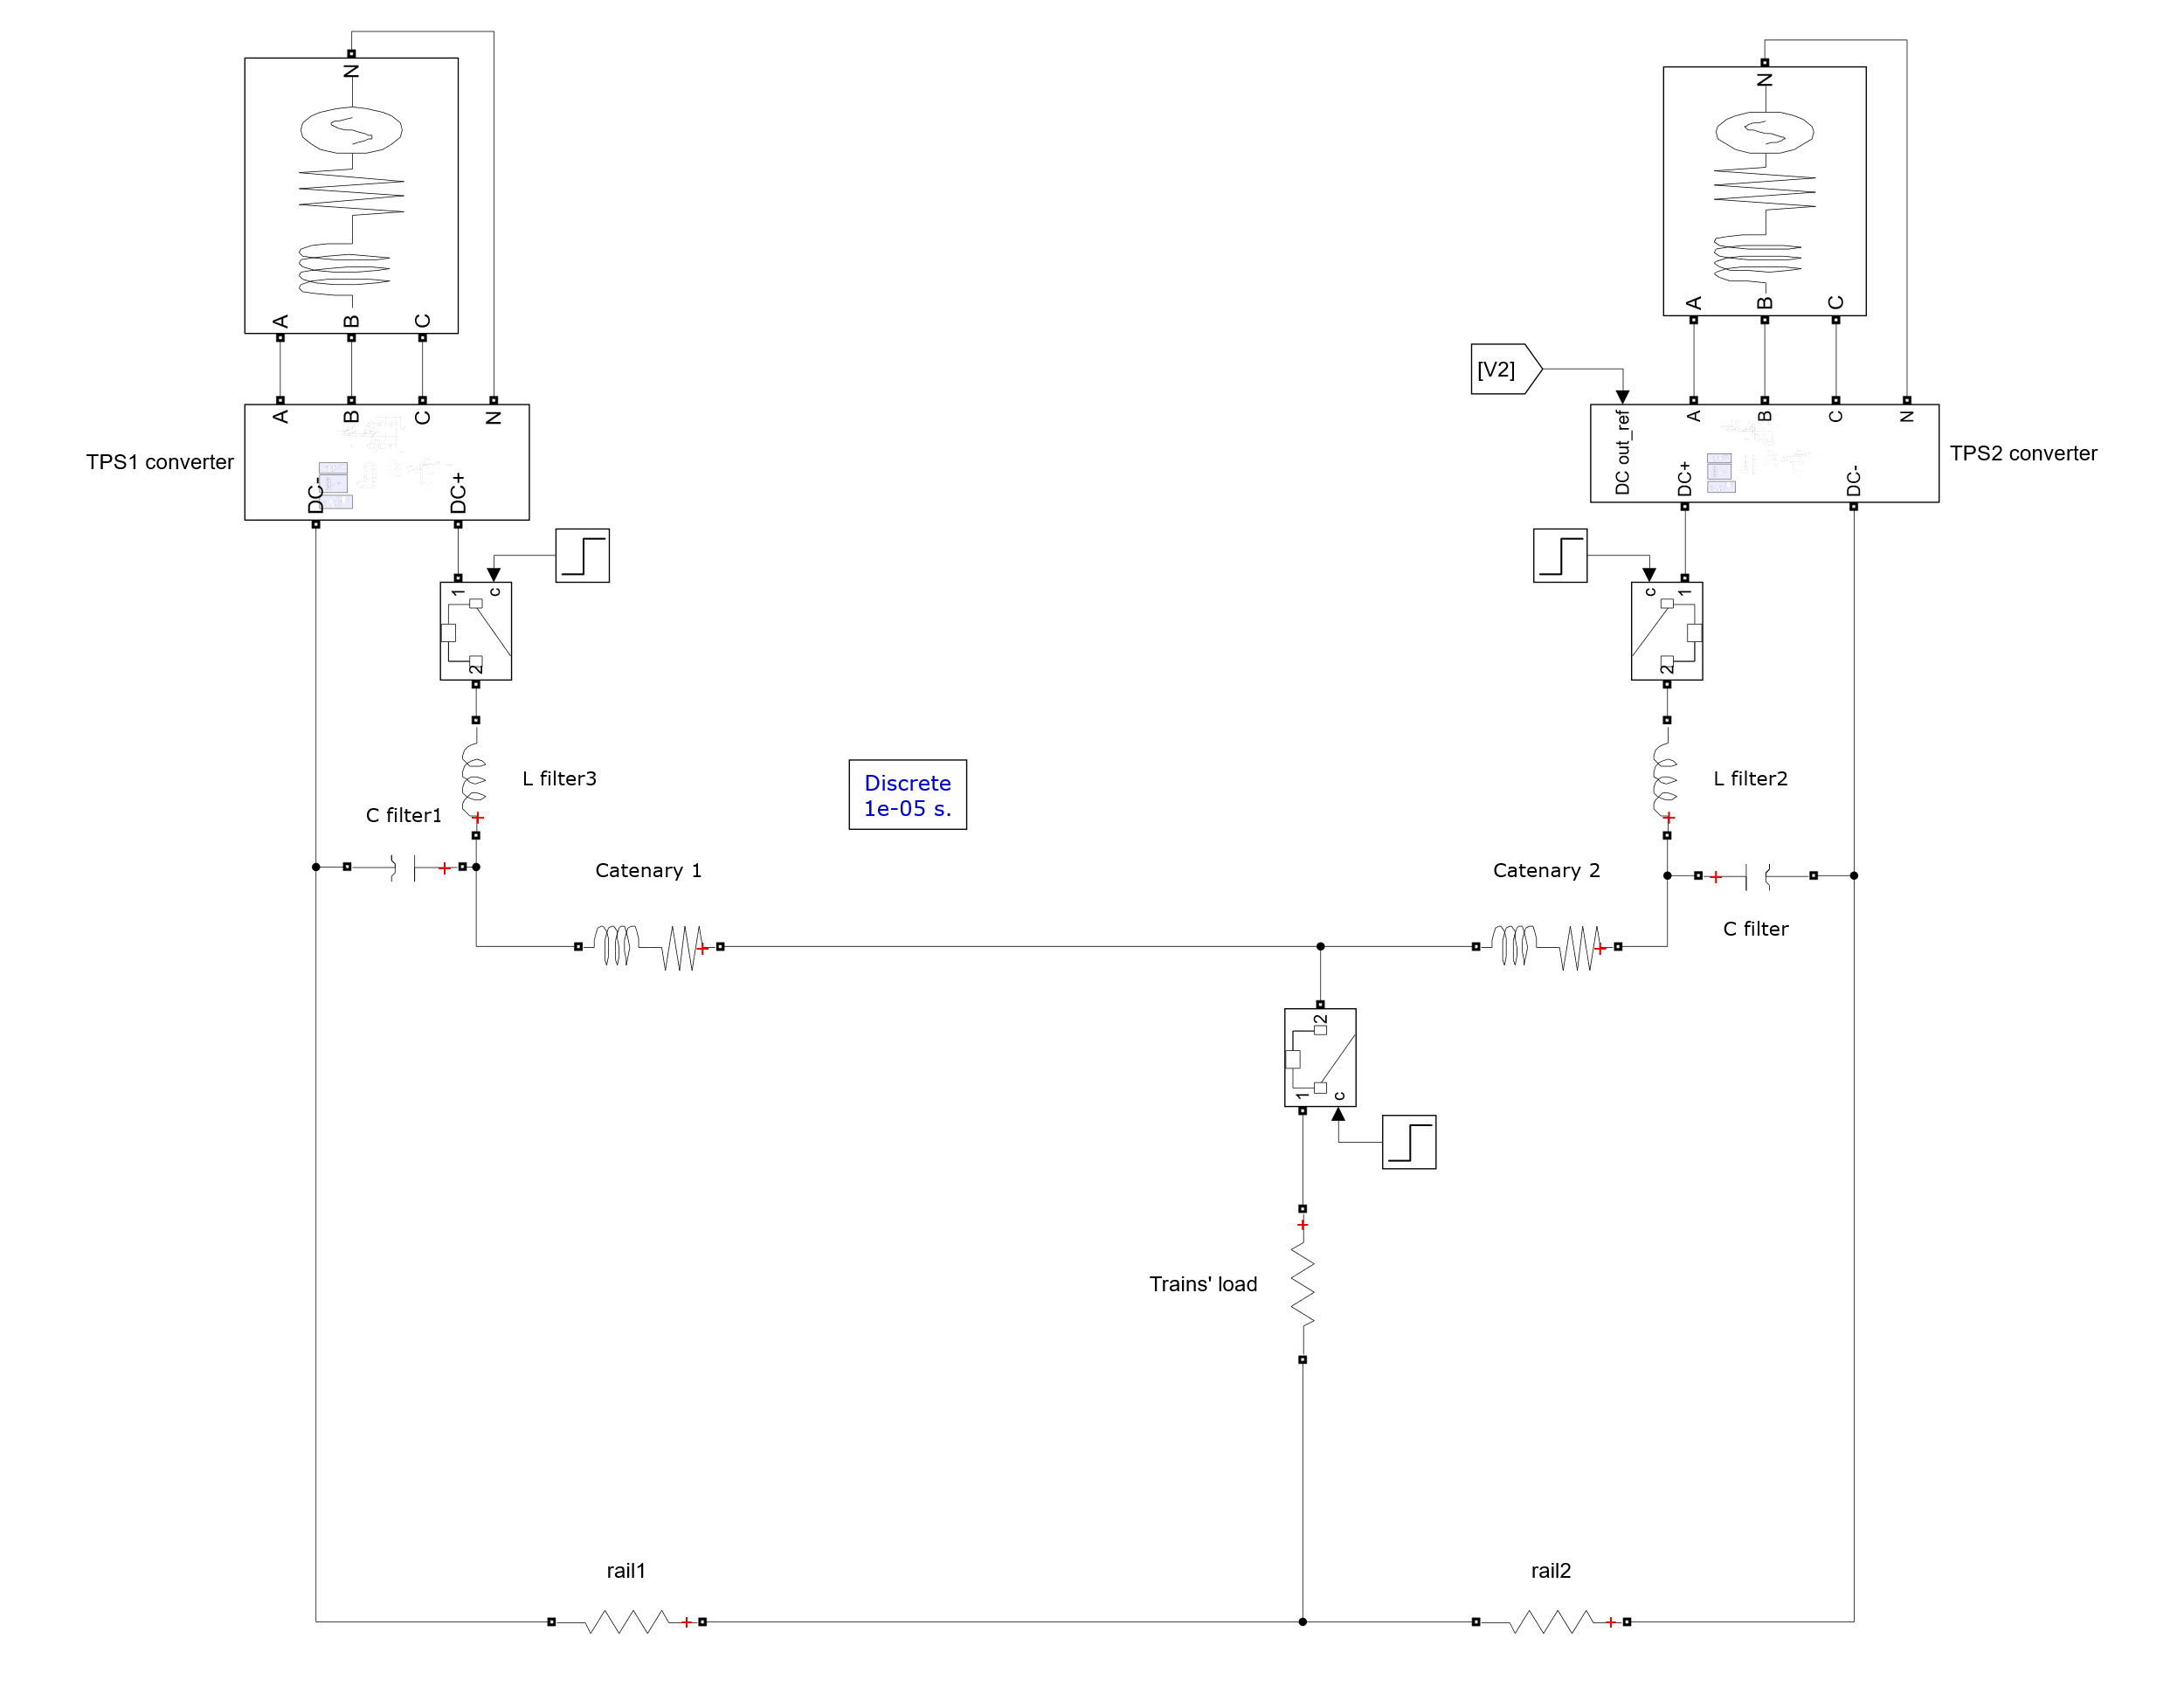 N
N
A B C
A B C
[V2]
A B C N
DC out_ref A B C N
TPS1 converter
TPS2 converter
DC- DC+
DC+ DC-
1 c
c 1
2
2
L filter3
L filter2
Discrete
1e-05 s.
C filter1
Catenary 1
Catenary 2
C filter
2
1 c
Trains' load
rail1
rail2